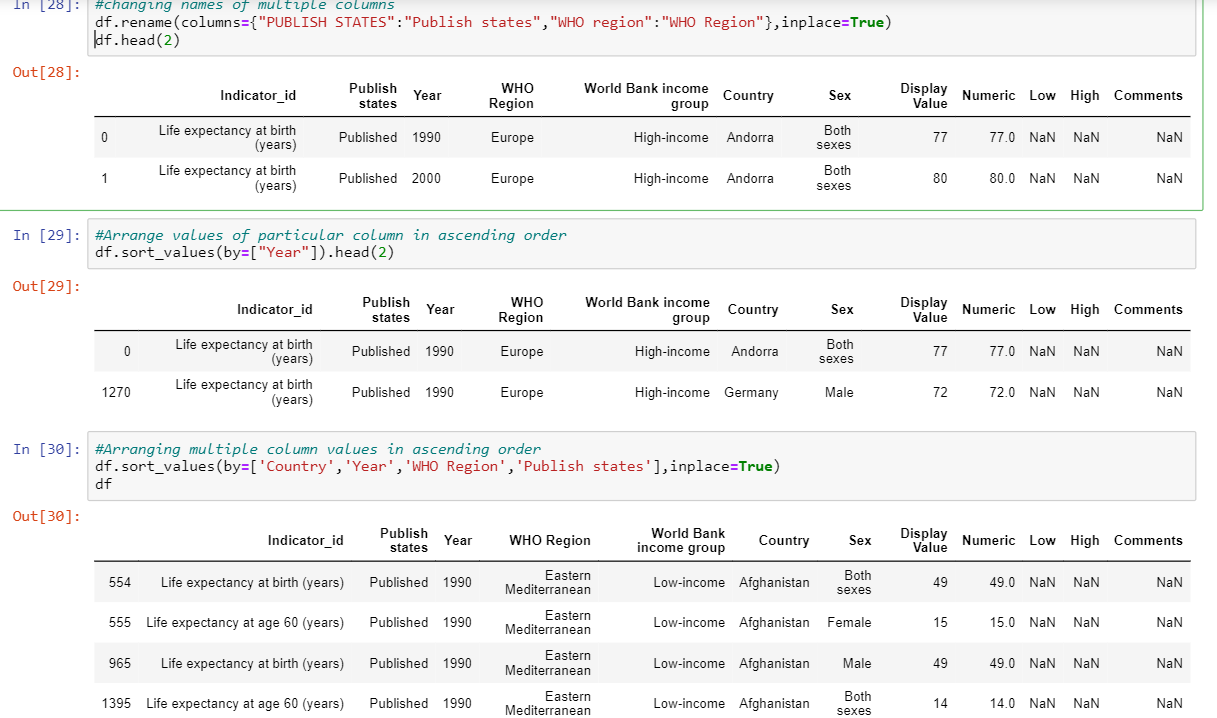 In [28]: #changing names of multiple columns
df.rename(columns={"PUBLISH STATES":"Publish states","WHO region":"WHO Region"},inplace=True)
df.head(2)
Out[28]:
Indicator_id Publish states Year WHO Region World Bank income group Country Sex Display Value Numeric Low High Comments
0 Life expectancy at birth (years) Published 1990 Europe High-income Andorra Both sexes 77 77.0 NaN NaN NaN
1 Life expectancy at birth (years) Published 2000 Europe High-income Andorra Both sexes 80 80.0 NaN NaN NaN
In [29]: #Arrange values of particular column in ascending order
df.sort_values(by=["Year"]).head(2)
Out[29]:
Indicator_id Publish states Year WHO Region World Bank income group Country Sex Display Value Numeric Low High Comments
0 Life expectancy at birth (years) Published 1990 Europe High-income Andorra Both sexes 77 77.0 NaN NaN NaN
1270 Life expectancy at birth (years) Published 1990 Europe High-income Germany Male 72 72.0 NaN NaN NaN
In [30]: #Arranging multiple column values in ascending order
df.sort_values(by=['Country','Year','WHO Region','Publish states'],inplace=True)
df
Out[30]:
Indicator_id Publish states Year WHO Region World Bank income group Country Sex Display Value Numeric Low High Comments
554 Life expectancy at birth (years) Published 1990 Eastern Mediterranean Low-income Afghanistan Both sexes 49 49.0 NaN NaN NaN
555 Life expectancy at age 60 (years) Published 1990 Eastern Mediterranean Low-income Afghanistan Female 15 15.0 NaN NaN NaN
965 Life expectancy at birth (years) Published 1990 Eastern Mediterranean Low-income Afghanistan Male 49 49.0 NaN NaN NaN
1395 Life expectancy at age 60 (years) Published 1990 Eastern Mediterranean Low-income Afghanistan Both sexes 14 14.0 NaN NaN NaN